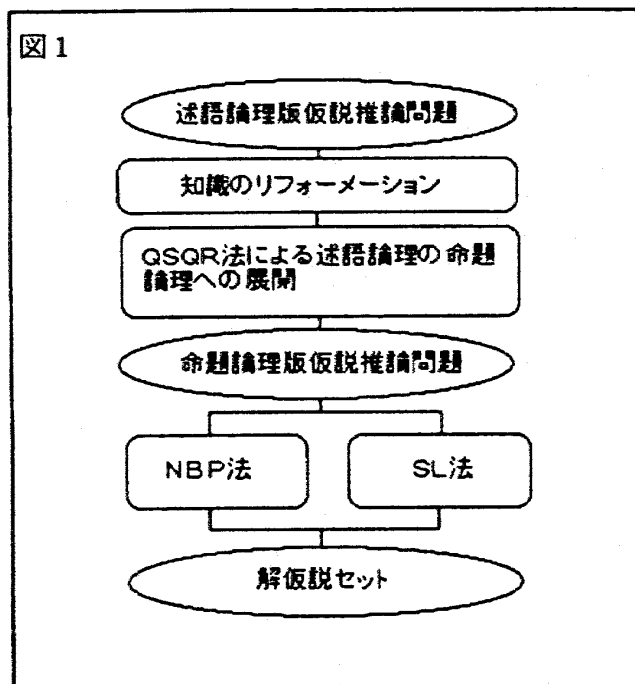 図1
述語論理版仮説推論問題
知識のリフォーメーション
QSQR法による述語論理の命題
論理への展開
命題論理版仮説推論問題
NBP法
SL法
解仮説セット